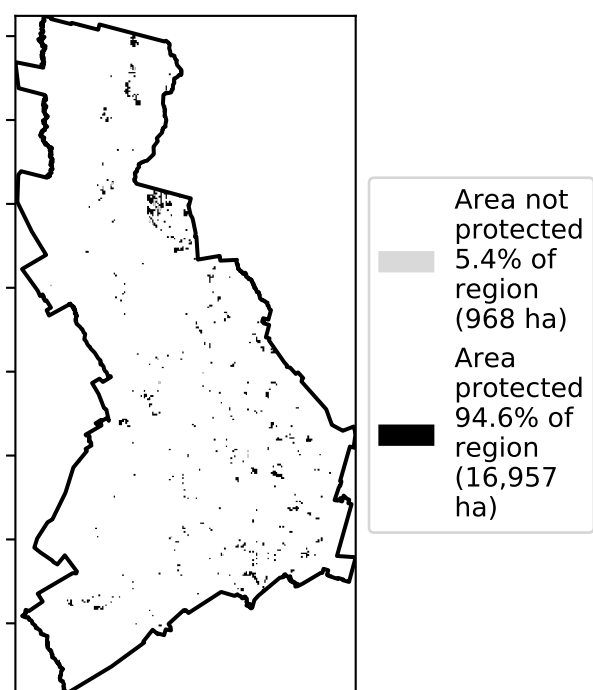 Area not
protected
5.4% of
region
(968 ha)
Area
protected
94.6% of
region
(16,957
ha)